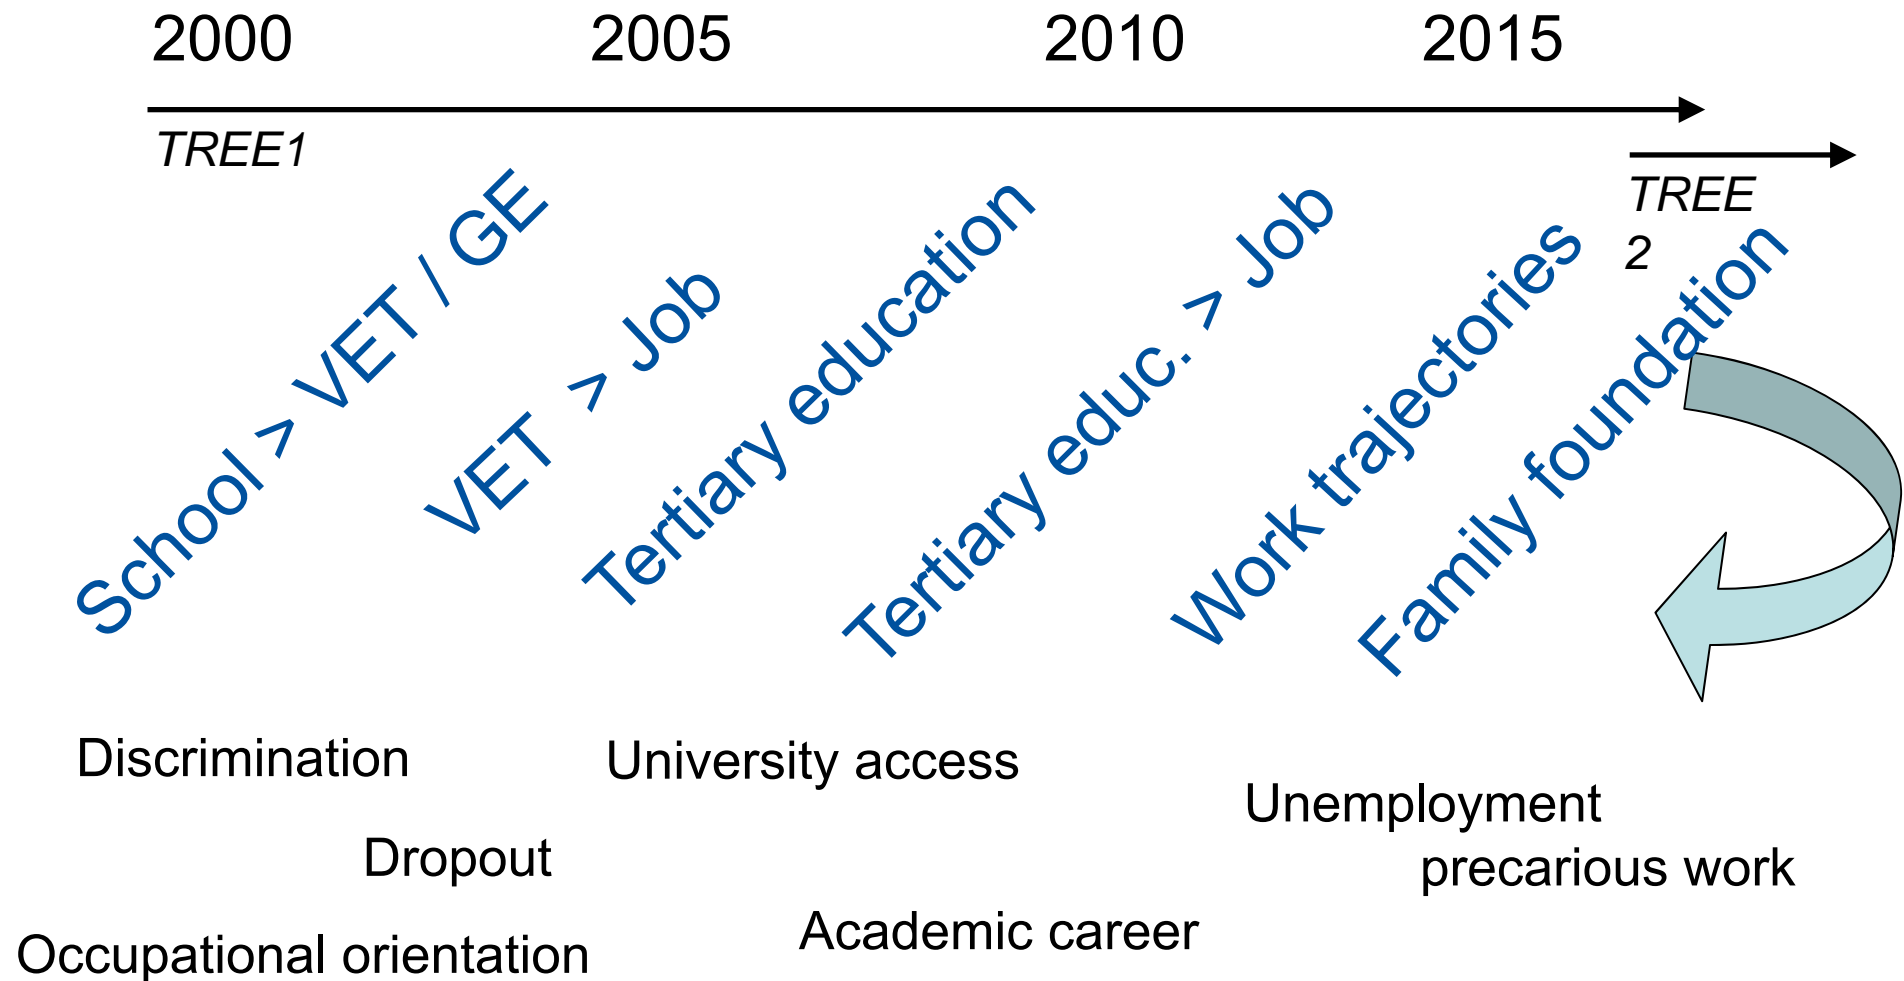 2000
2005
2010
2015
TREE1
TREE
2
School > VET / GE
VET > Job
Tertiary education
Tertiary educ. > Job
Work trajectories
Family foundation
Discrimination
University access
Unemployment
precarious work
Dropout
Academic career
Occupational orientation